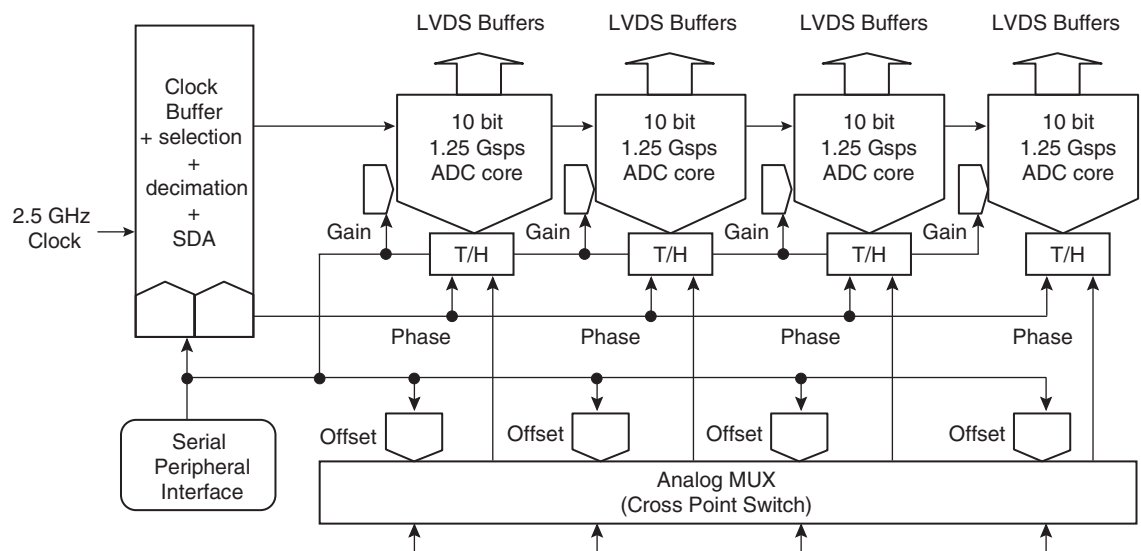 LVDS Buffers
LVDS Buffers
LVDS Buffers
LVDS Buffers
Clock
Buffer
+ selection
+
decimation
+
SDA
2.5 GHz
Clock
10 bit
1.25 Gsps
ADC core
10 bit
1.25 Gsps
ADC core
10 bit
1.25 Gsps
ADC core
10 bit
1.25 Gsps
ADC core
Gain
Gain
Gain
Gain
T/H
T/H
T/H
T/H
Phase
Phase
Phase
Phase
Serial
Peripheral
Interface
Offset
Offset
Offset
Offset
Analog MUX
(Cross Point Switch)